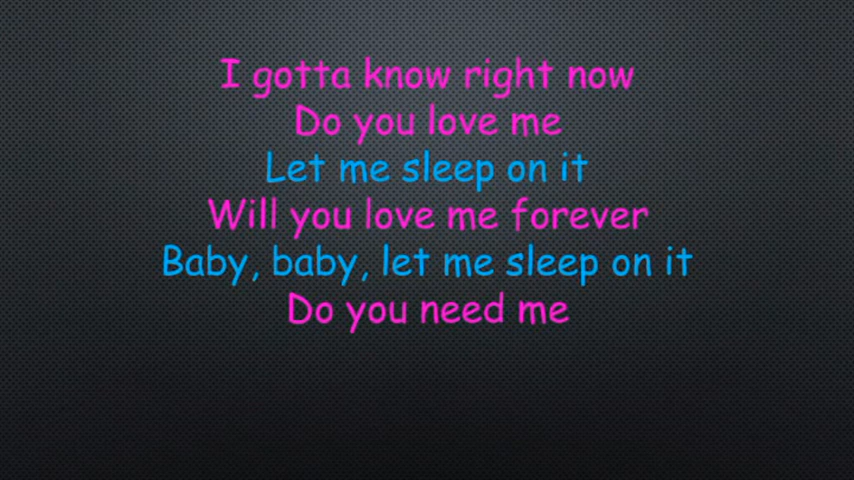 I gotta know right now
Do you love me
Let me sleep on it
Will you love me forever
Baby, baby, let me sleep on it
Do you need me